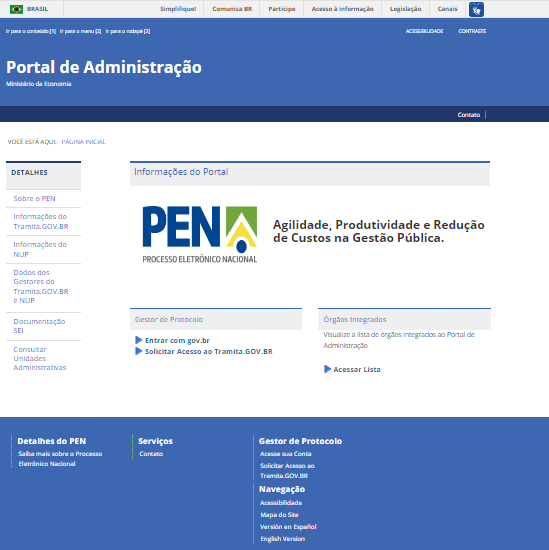 BRASIL
Simplifique!
Comunica BR
Participe
Acesso à informação
Legislação
Canais
Ir para o conteúdo [1] Ir para o menu [2] Ir para o rodapé [3]
ACESSIBILIDADE
CONTRASTE
Portal de Administração
Ministério da Economia
Contato
VOCÊ ESTÁ AQUI: PÁGINA INICIAL
DETALHES
Sobre o PEN
Informações do
Tramita.GOV.BR
Informações do
NUP
Dados dos
Gestores do
Tramita.GOV.BR
e NUP
Documentação
SEI
Consultar
Unidades
Administrativas
Informações do Portal
PEN
PROCESSO ELETRÔNICO NACIONAL
Agilidade, Produtividade e Redução
de Custos na Gestão Pública.
Gestor de Protocolo
Entrar com gov.br
Solicitar Acesso ao Tramita.GOV.BR
Órgãos Integrados
Visualize a lista de órgãos integrados ao Portal de
Administração
Acessar Lista
Detalhes do PEN
Saiba mais sobre o Processo
Eletrônico Nacional
Serviços
Contato
Gestor de Protocolo
Acesse sua Conta
Solicitar Acesso ao
Tramita.GOV.BR
Navegação
Acessibilidade
Mapa do Site
Versión en Español
English Version